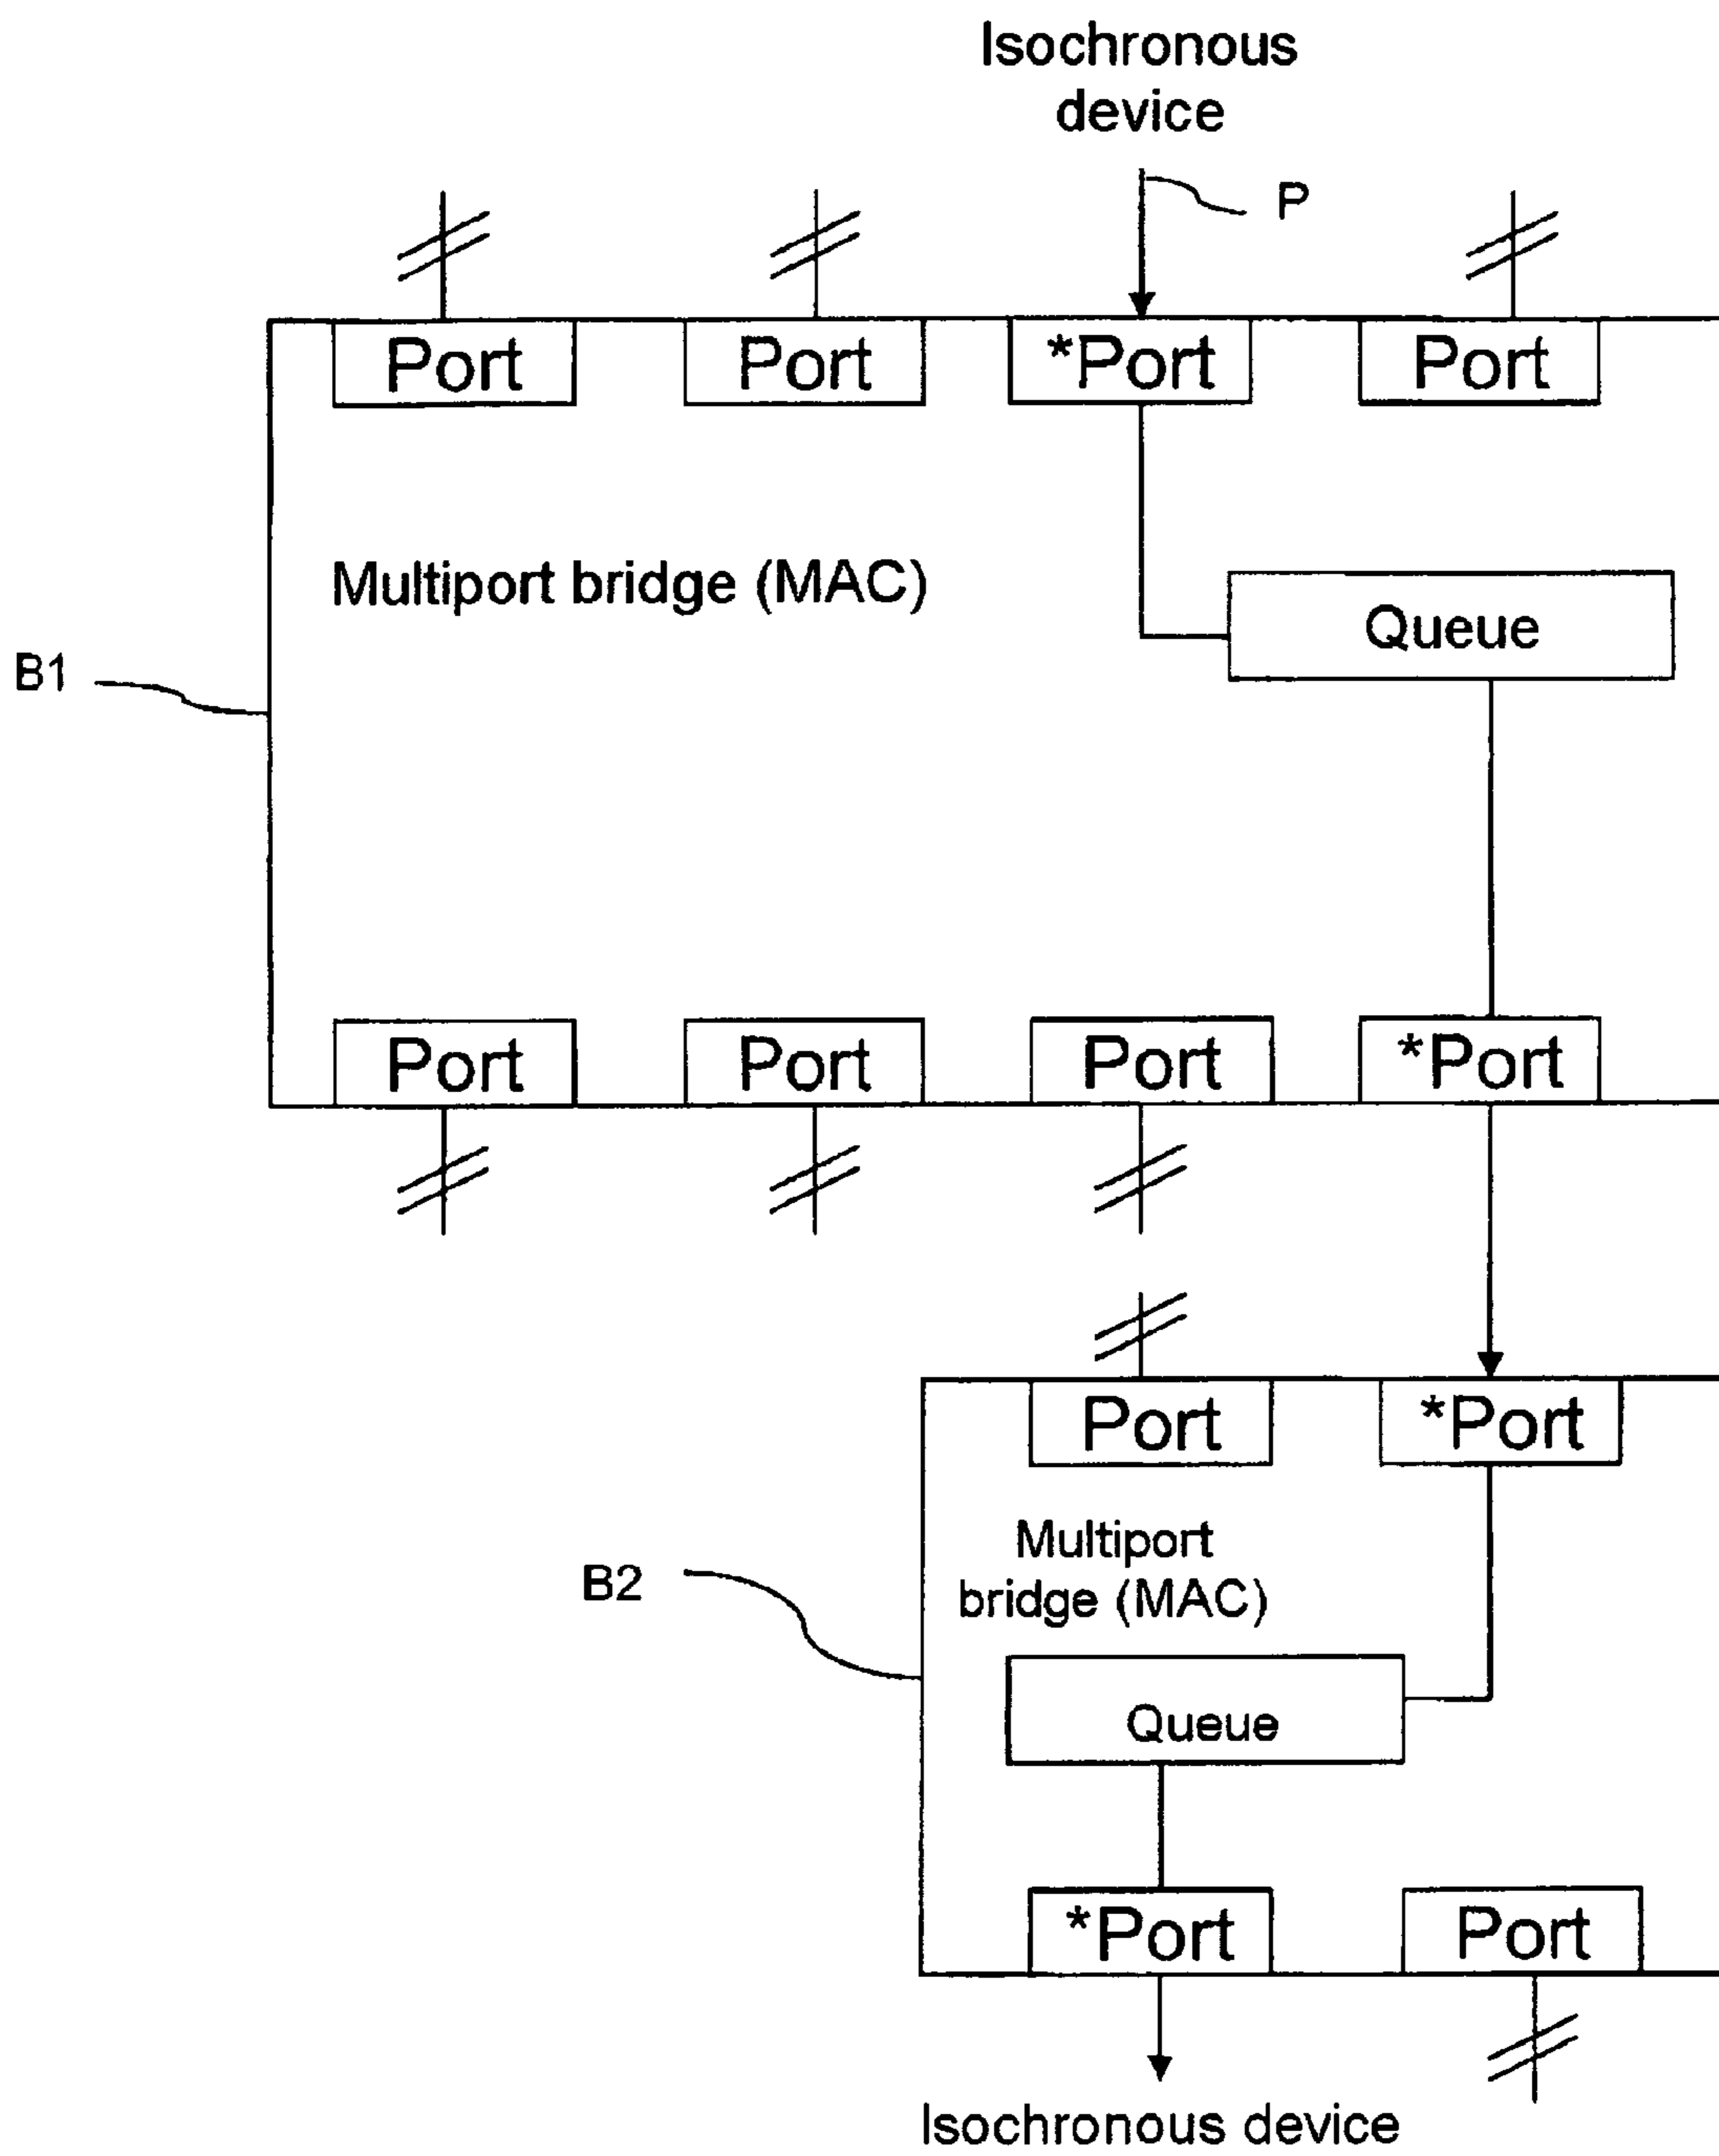 Isochronous
device
P
Port Port *Port Port
Multiport bridge (MAC)
Queue
B1
Port Port Port *Port
Port *Port
Multiport
bridge (MAC)
B2
Queue
*Port Port
Isochronous device